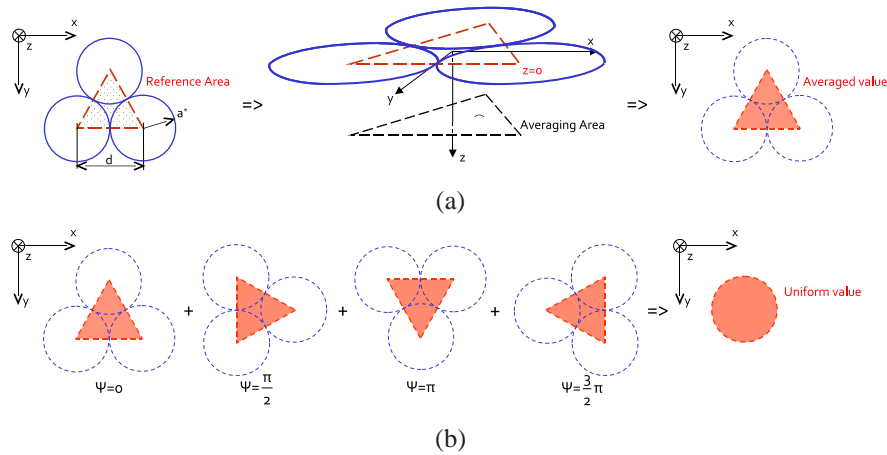 x
z
y
Reference Area
a*
d
=>
x
y
z=0
Averaging Area
z
=>
x
z
y
Averaged value
(a)
x
z
y
+
+
+
=>
x
z
y
Uniform value
Ψ=0
Ψ=π/2
Ψ=π
Ψ=3/2π
(b)